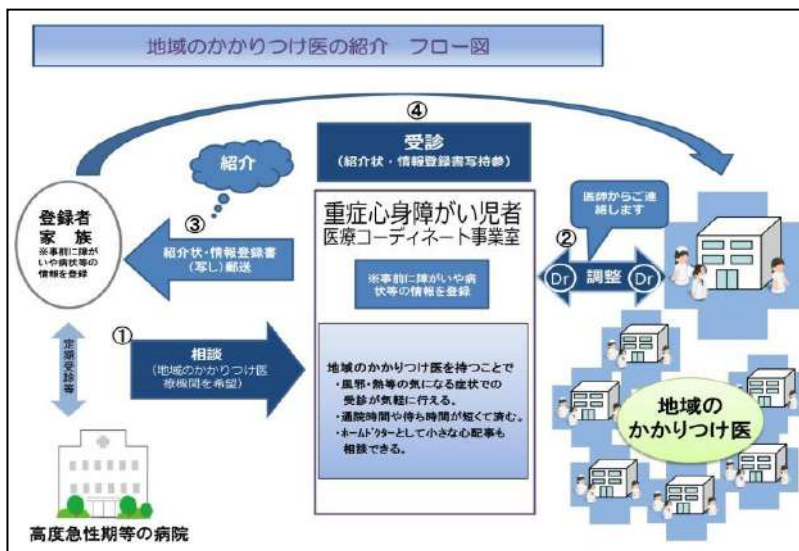 地域のかかりつけ医の紹介 フロー図
④
受診
(紹介状・情報登録書写持参)
紹介
登録者
家族
※事前に障が
いや病状等の
情報を登録
③
紹介状・情報登録書
(写し)郵送
重症心身障がい児者
医療コーディネート事業室
※事前に障がいや病
状等の情報を登録
医師からご連
絡します
②
Dr
調整
Dr
定期受診等
①
相談
(地域のかかりつけ医
療機関を希望)
地域のかかりつけ医を持つことで
・風邪・熱等の気になる症状での
受診が気軽に行える。
・通院時間や待ち時間が短くて済む。
・ホームドクターとして小さな心配事も
相談できる。
地域の
かかりつけ医
高度急性期等の病院